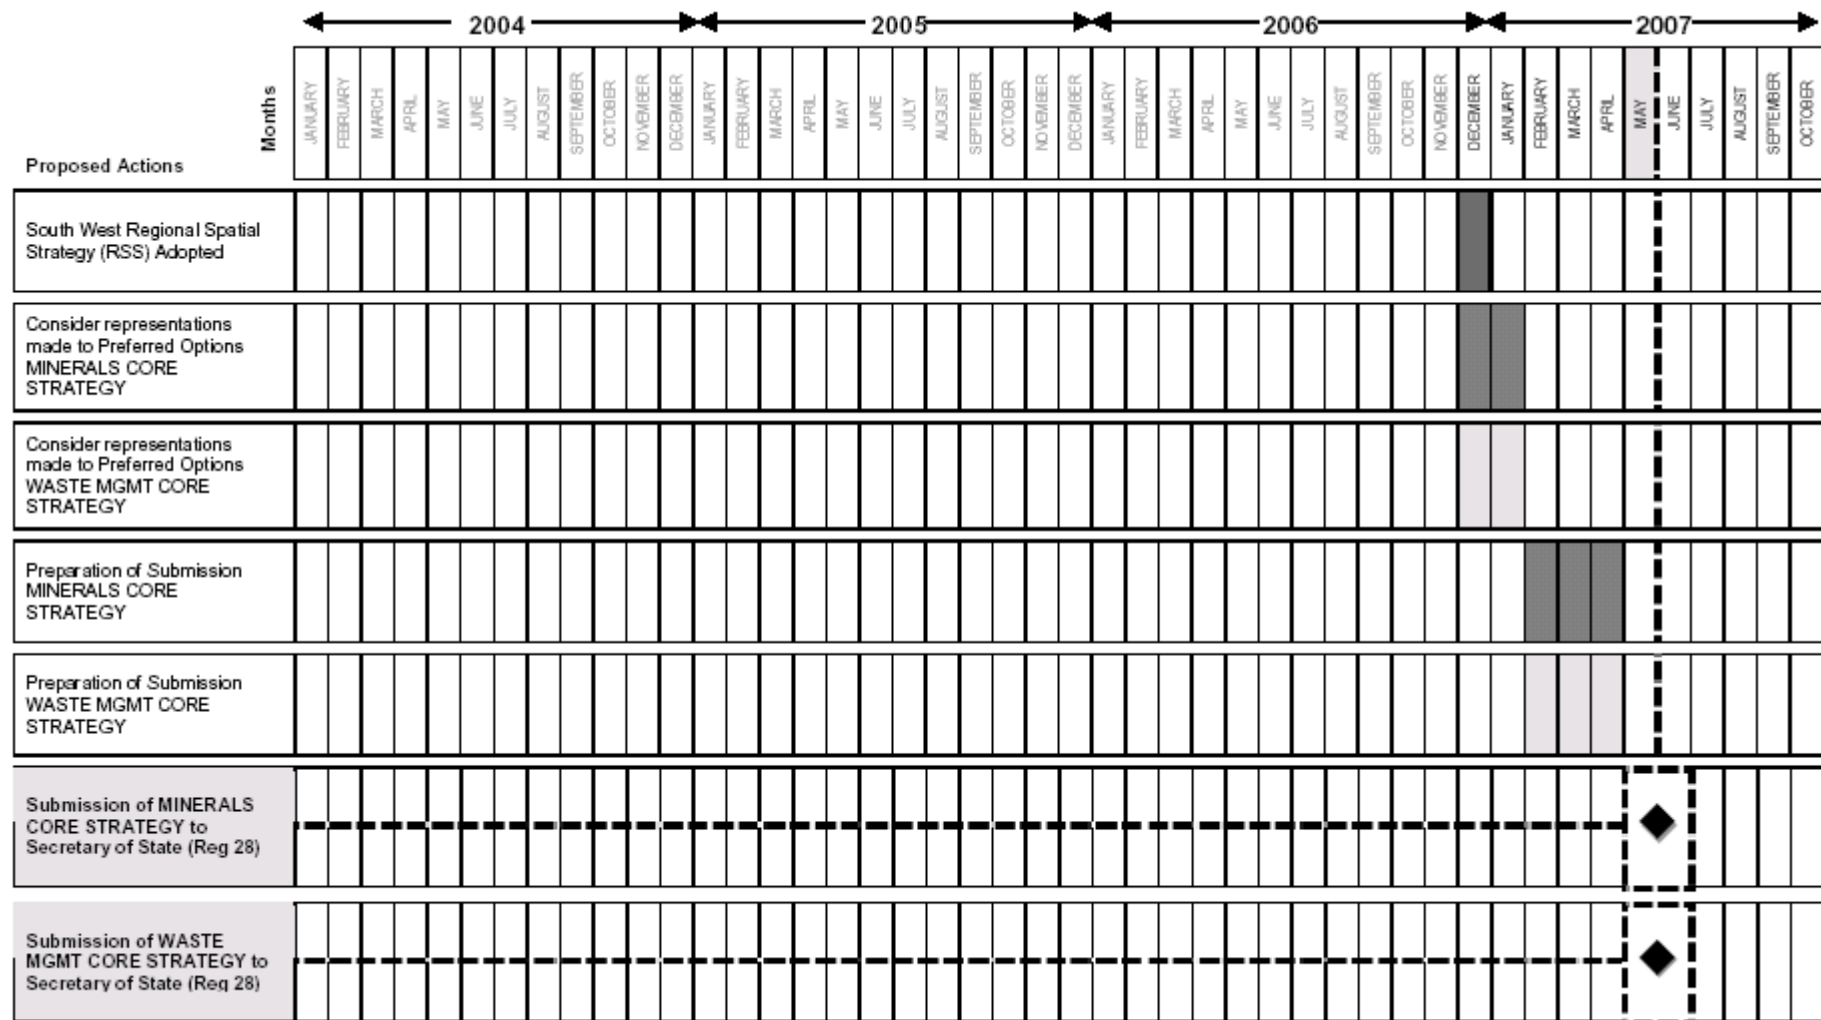 2004 2005 2006 2007
Months
JANUARY FEBRUARY MARCH APRIL MAY JUNE JULY AUGUST SEPTEMBER OCTOBER NOVEMBER DECEMBER JANUARY FEBRUARY MARCH APRIL MAY JUNE JULY AUGUST SEPTEMBER OCTOBER NOVEMBER DECEMBER JANUARY FEBRUARY MARCH APRIL MAY JUNE JULY AUGUST SEPTEMBER OCTOBER NOVEMBER DECEMBER JANUARY FEBRUARY MARCH APRIL MAY JUNE JULY AUGUST SEPTEMBER OCTOBER
Proposed Actions
South West Regional Spatial
Strategy (RSS) Adopted
Consider representations
made to Preferred Options
MINERALS CORE
STRATEGY
Consider representations
made to Preferred Options
WASTE MGMT CORE
STRATEGY
Preparation of Submission
MINERALS CORE
STRATEGY
Preparation of Submission
WASTE MGMT CORE
STRATEGY
Submission of MINERALS
CORE STRATEGY to
Secretary of State (Reg 28)
Submission of WASTE
MGMT CORE STRATEGY to
Secretary of State (Reg 28)